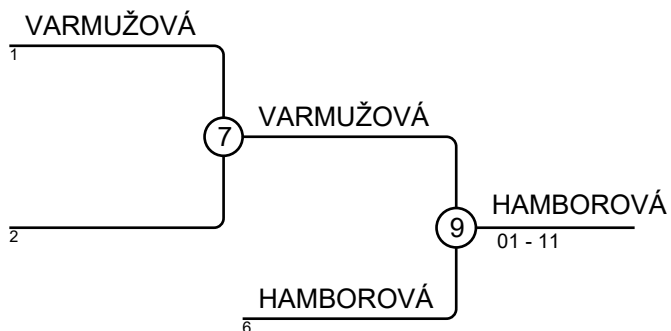 VARMUŽOVÁ
1
7
VARMUŽOVÁ
2
9
HAMBOROVÁ
01 - 11
HAMBOROVÁ
6